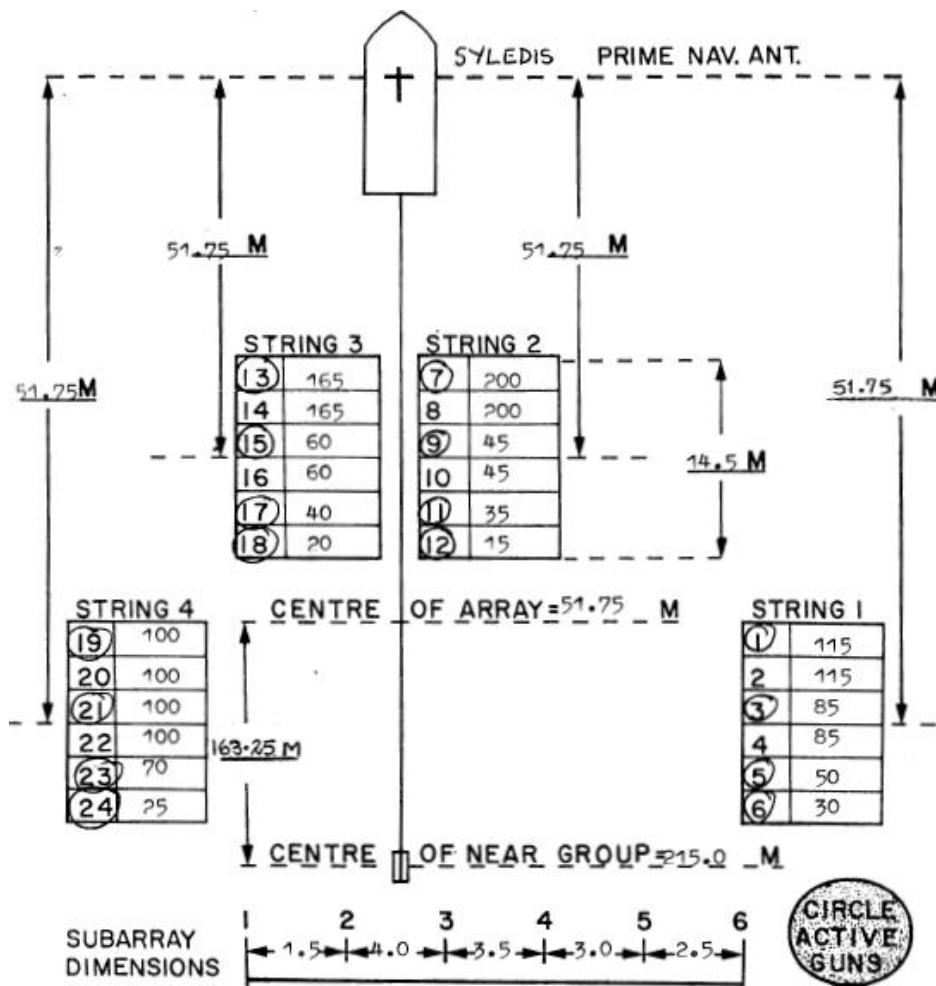 SYLEDIS PRIME NAV. ANT.
51.75 M 51.75 M
51.75 M 51.75 M
STRING 3 STRING 2
13 165 7 200
14 165 8 200
15 60 9 45
16 60 10 45
17 40 11 35
18 20 12 15
14.5 M
STRING 4 CENTRE OF ARRAY = 51.75 M STRING 1
19 100 1 115
20 100 2 115
21 100 3 85
22 100 4 85
23 70 5 50
24 25 6 30
163.25 M
CENTRE OF NEAR GROUP = 215.0 M
1 2 3 4 5 6
SUBARRAY DIMENSIONS
1.5 4.0 3.5 3.0 2.5
CIRCLE
ACTIVE
GUNS